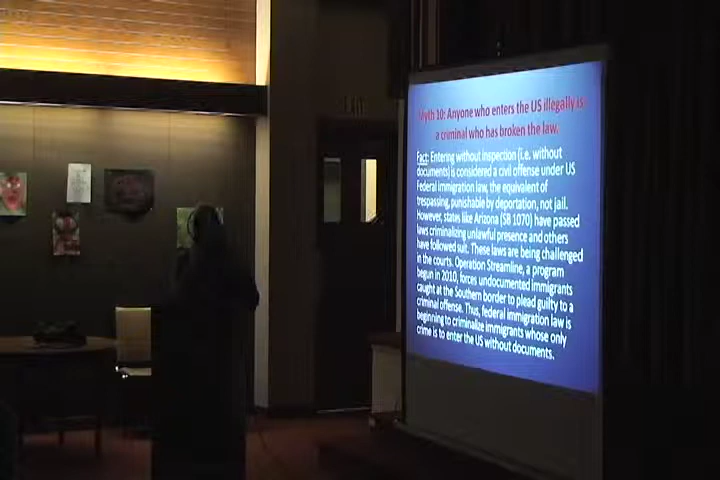 Myth 10: Anyone who enters the US illegally is
a criminal who has broken the law.
Fact: Entering without inspection (i.e. without
documents) is considered a civil offense under US
Federal immigration law, the equivalent of
trespassing, punishable by deportation, not jail.
However, states like Arizona (SB 1070) have passed
laws criminalizing unlawful presence and others
have followed suit. These laws are being challenged
in the courts. Operation Streamline, a program
begun in 2010, forces undocumented immigrants
caught at the Southern border to plead guilty to a
criminal offense. Thus, federal immigration law is
beginning to criminalize immigrants whose only
crime is to enter the US without documents.